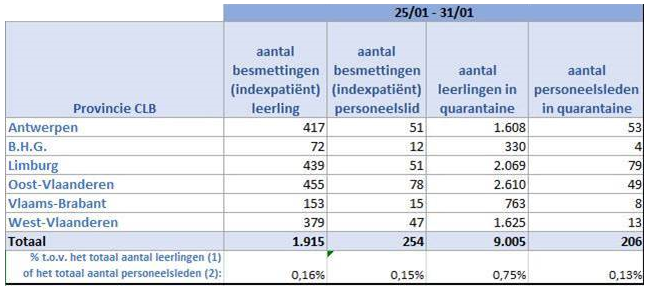 25/01 - 31/01
Provincie CLB
aantal
besmettingen
(indexpatiënt)
leerling
aantal
besmettingen
(indexpatiënt)
personeelslid
aantal
leerlingen in
quarantaine
aantal
personeelsleden
in quarantaine
Antwerpen 417 51 1.608 53
B.H.G. 72 12 330 4
Limburg 439 51 2.069 79
Oost-Vlaanderen 455 78 2.610 49
Vlaams-Brabant 153 15 763 8
West-Vlaanderen 379 47 1.625 13
Totaal 1.915 254 9.005 206
% t.o.v. het totaal aantal leerlingen (1)
of het totaal aantal personeelsleden (2): 0,16% 0,15% 0,75% 0,13%